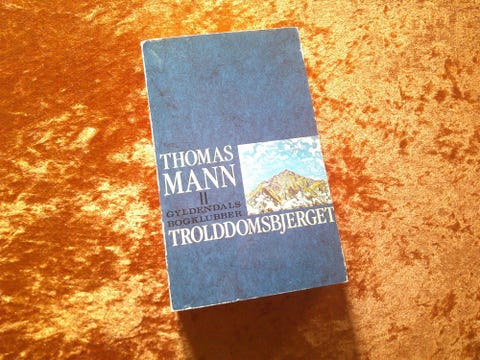 THOMAS
MANN
II
GYLDENDALS
BOGKLUBBER
TROLDDOMSBJERGET